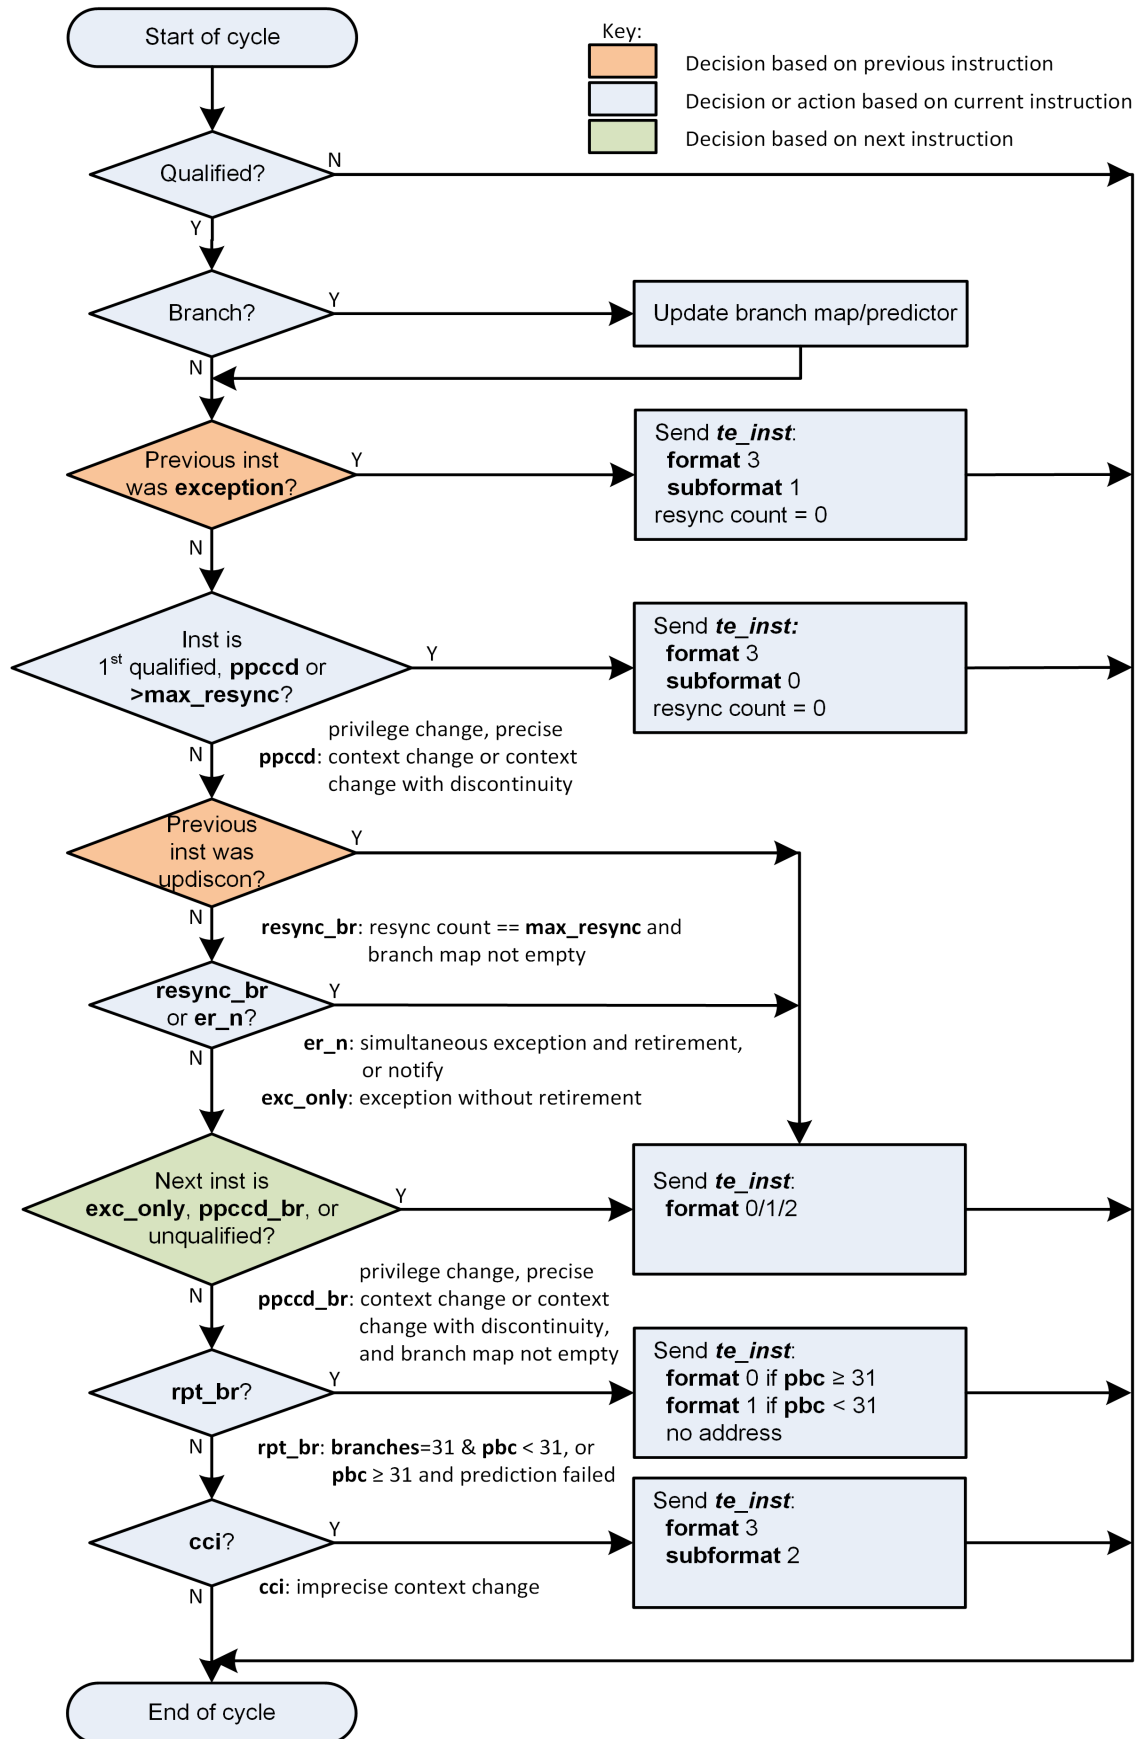 Start of cycle
Key:
Decision based on previous instruction
Decision or action based on current instruction
Decision based on next instruction
Qualified?
N
Y
Branch?
Y
Update branch map/predictor
N
Previous inst
was exception?
Y
Send te_inst:
format 3
subformat 1
resync count = 0
N
Inst is
1st qualified, ppccd or
>max_resync?
Y
Send te_inst:
format 3
subformat 0
resync count = 0
N
privilege change, precise
ppccd: context change or context
change with discontinuity
Previous
inst was
updiscon?
Y
N
resync_br: resync count == max_resync and
branch map not empty
resync_br
or er_n?
Y
N
er_n: simultaneous exception and retirement,
or notify
exc_only: exception without retirement
Next inst is
exc_only, ppccd_br, or
unqualified?
Y
Send te_inst:
format 0/1/2
N
privilege change, precise
ppccd_br: context change or context
change with discontinuity,
and branch map not empty
rpt_br?
Y
Send te_inst:
format 0 if pbc ≥ 31
format 1 if pbc < 31
no address
N
rpt_br: branches=31 & pbc < 31, or
pbc ≥ 31 and prediction failed
cci?
Y
Send te_inst:
format 3
subformat 2
N
cci: imprecise context change
End of cycle